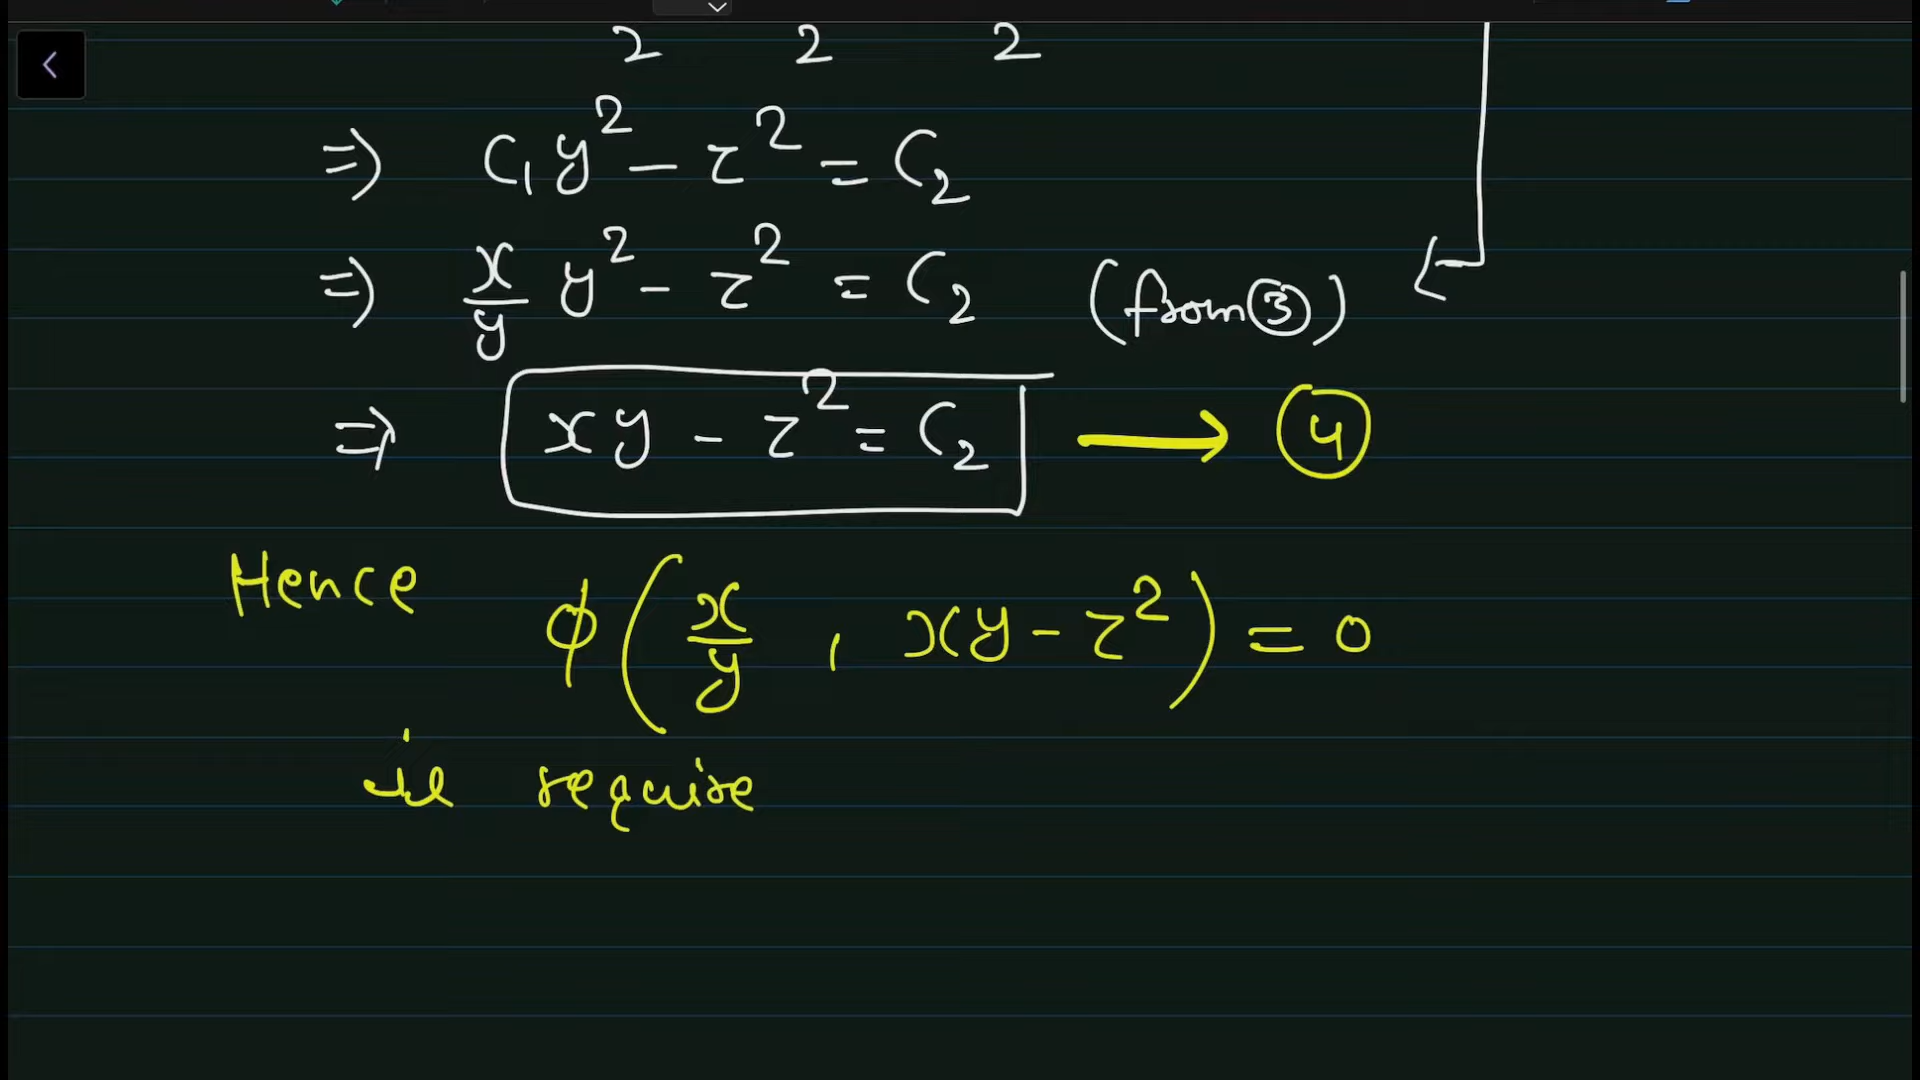 2 2 2
⇒ C₁y² - z² = C₂
⇒ x/y y² - z² = C₂ (from ③)
⇒ xy - z² = C₂ → ④
Hence ϕ(x/y , xy - z²) = 0
is require